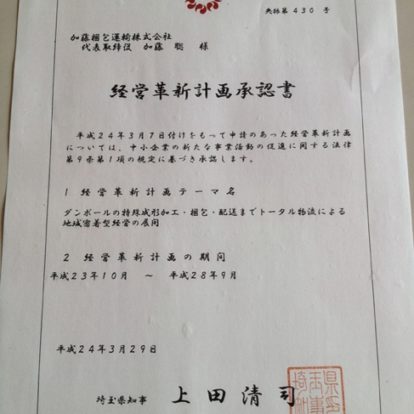 央振第430号
加藤梱包運輸株式会社
代表取締役 加藤 聡 様
経営革新計画承認書
平成24年3月7日付けをもって申請のあった経営革新計画
については、中小企業の新たな事業活動の促進に関する法律
第9条第1項の規定に基づき承認します。
1 経営革新計画テーマ名
ダンボールの特殊成形加工・梱包・配送までトータル物流による
地域密着型経営の展開
2 経営革新計画の期間
平成23年10月 ~ 平成28年9月
平成24年3月29日
埼玉県知事 上田清司